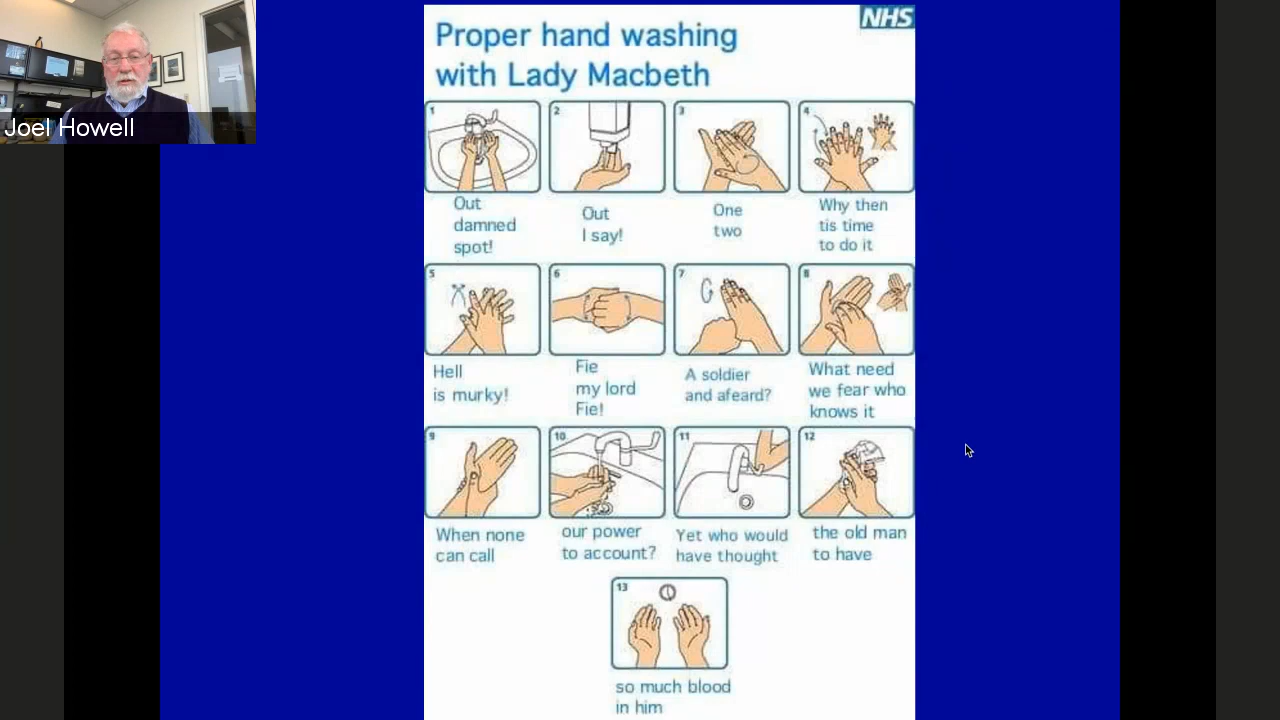 Joel Howell
NHS
Proper hand washing
with Lady Macbeth
1
Out
damned
spot!
2
Out
I say!
3
One
two
4
Why then
tis time
to do it
5
Hell
is murky!
6
Fie
my lord
Fie!
7
A soldier
and afeard?
8
What need
we fear who
knows it
9
When none
can call
10
our power
to account?
11
Yet who would
have thought
12
the old man
to have
13
so much blood
in him